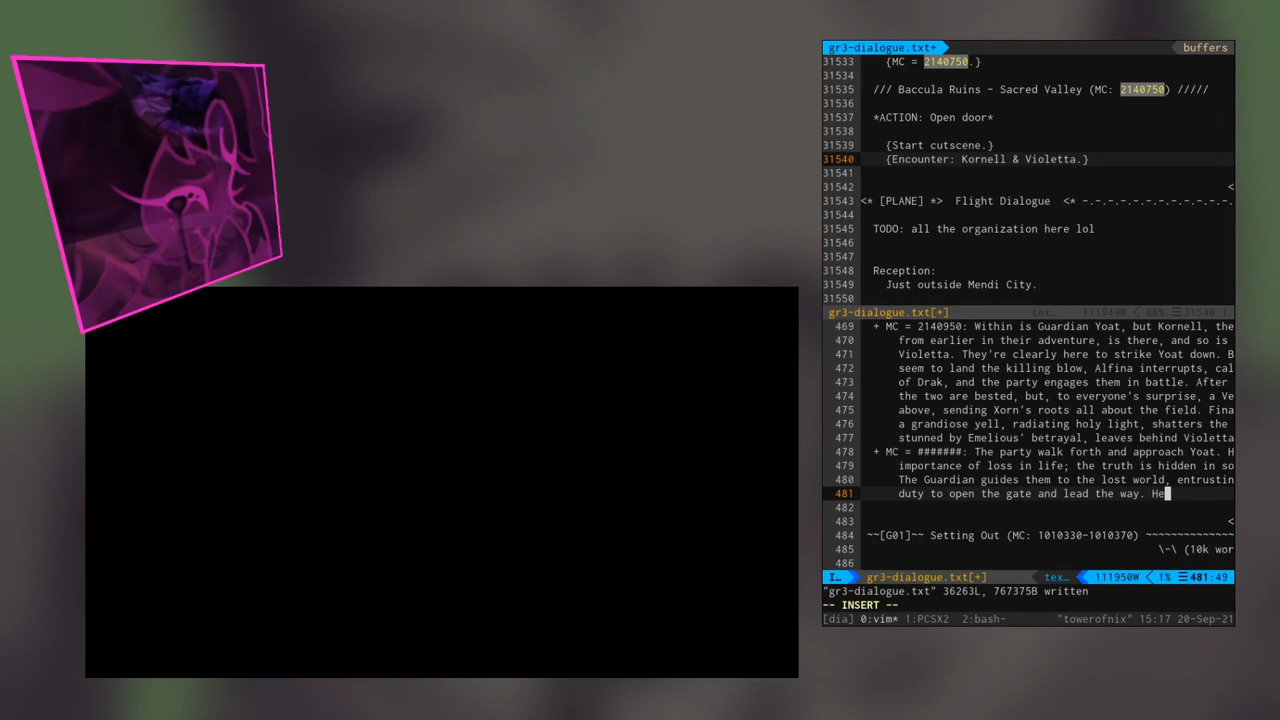 gr3-dialogue.txt+ buffers
31533 {MC = 2140750.}
31534
31535 /// Baccula Ruins - Sacred Valley (MC: 2140750) /////
31536
31537 *ACTION: Open door*
31538
31539 {Start cutscene.}
31540 {Encounter: Kornell & Violetta.}
31541
31542 <
31543 <* [PLANE] *> Flight Dialogue <* -.-.-.-.-.-.-.-.-.-.-.-.
31544
31545 TODO: all the organization here lol
31546
31547
31548 Reception:
31549 Just outside Mendi City.
31550
gr3-dialogue.txt[+] tex… 111949W < 86% ☰31540:1
469 + MC = 2140950: Within is Guardian Yoat, but Kornell, the
470 from earlier in their adventure, is there, and so is
471 Violetta. They're clearly here to strike Yoat down. B
472 seem to land the killing blow, Alfina interrupts, cal
473 of Drak, and the party engages them in battle. After
474 the two are bested, but, to everyone's surprise, a Ve
475 above, sending Xorn's roots all about the field. Fina
476 a grandiose yell, radiating holy light, shatters the
477 stunned by Emelious' betrayal, leaves behind Violetta
478 + MC = #######: The party walk forth and approach Yoat. H
479 importance of loss in life; the truth is hidden in so
480 The Guardian guides them to the lost world, entrustin
481 duty to open the gate and lead the way. He
482
483 <
484 ~~[G01]~~ Setting Out (MC: 1010330-1010370) ~~~~~~~~~~~~~~
485 \-\ (10k wor
486
I… gr3-dialogue.txt[+] tex… 111950W < 1% ☰481:49
"gr3-dialogue.txt" 36263L, 767375B written
-- INSERT --
[dia] 0:vim* 1:PCSX2 2:bash- "towerofnix" 15:17 20-Sep-21